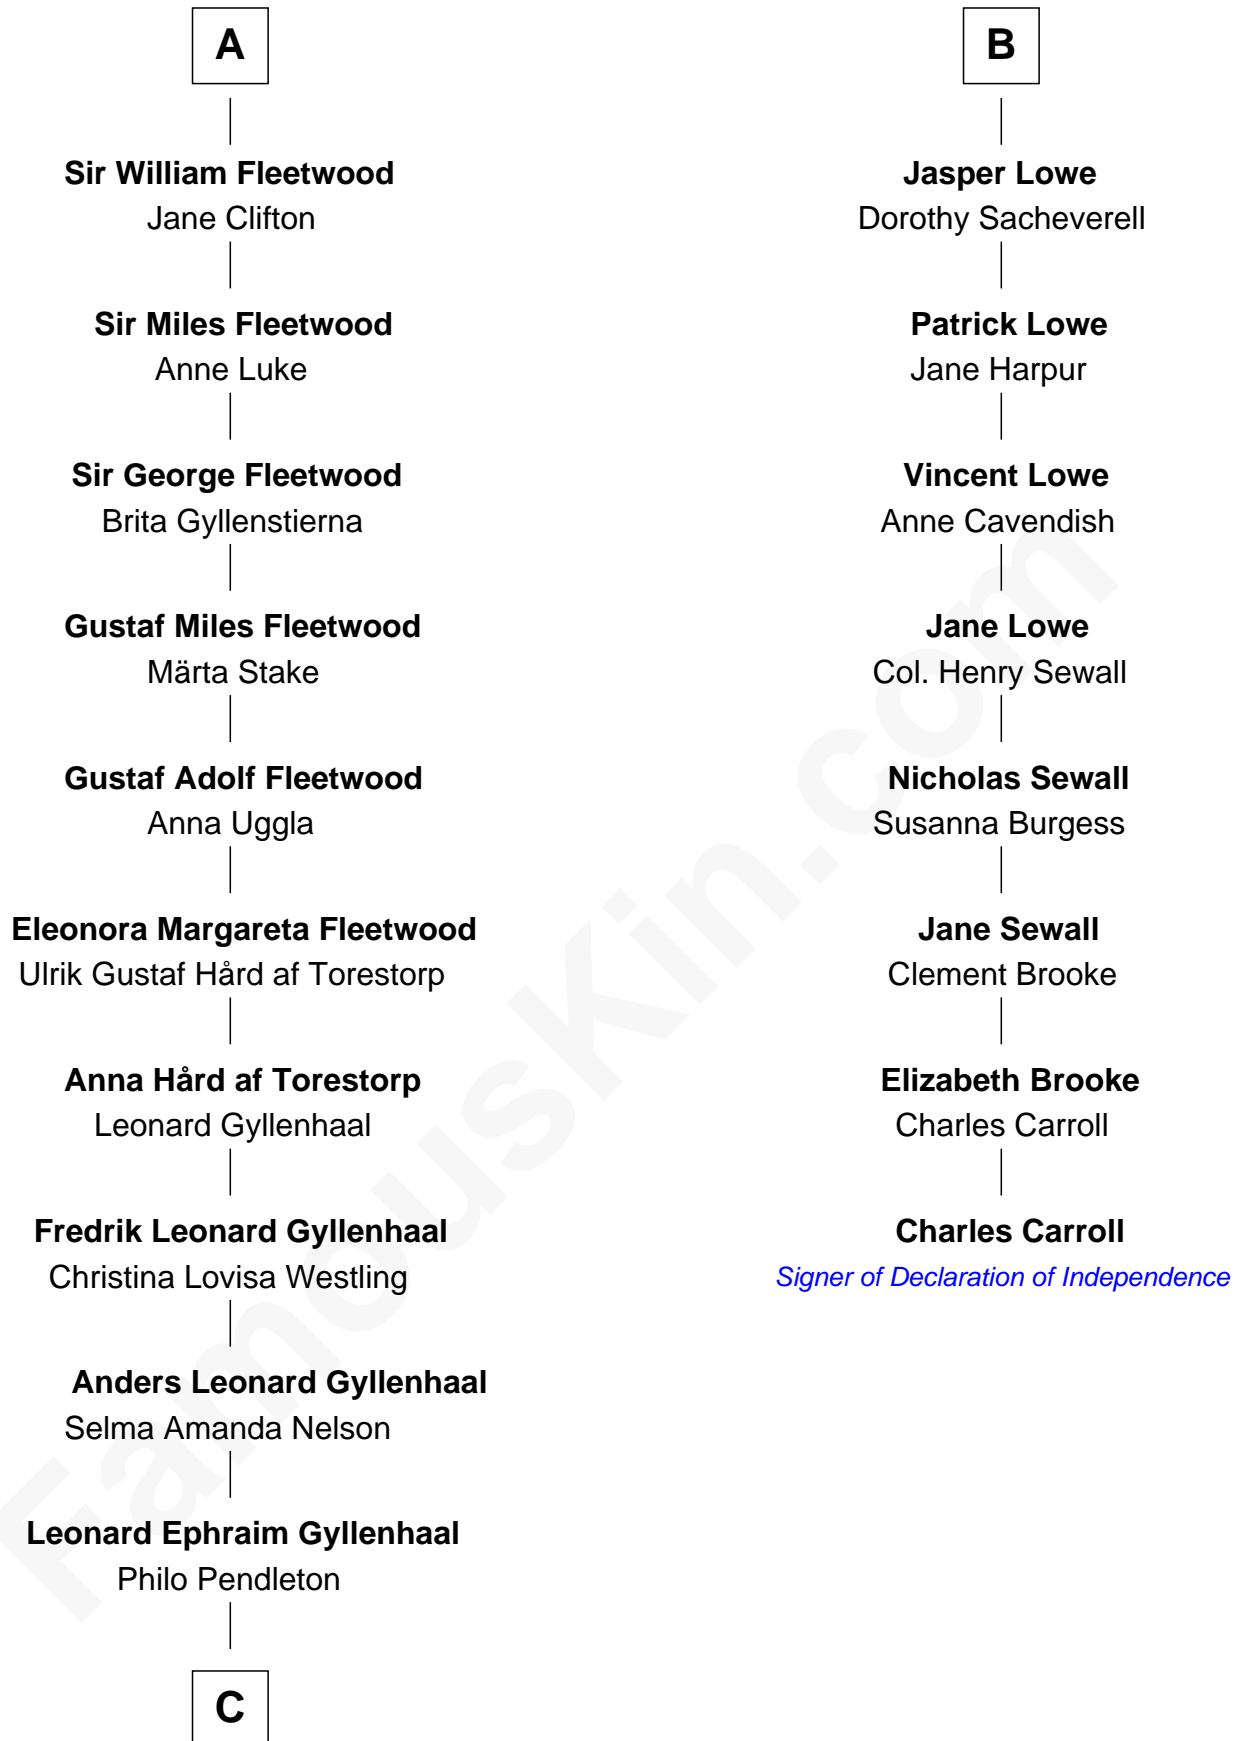 A
Sir William Fleetwood
Jane Clifton
Sir Miles Fleetwood
Anne Luke
Sir George Fleetwood
Brita Gyllenstierna
Gustaf Miles Fleetwood
Märta Stake
Gustaf Adolf Fleetwood
Anna Uggla
Eleonora Margareta Fleetwood
Ulrik Gustaf Hård af Torestorp
Anna Hård af Torestorp
Leonard Gyllenhaal
Fredrik Leonard Gyllenhaal
Christina Lovisa Westling
Anders Leonard Gyllenhaal
Selma Amanda Nelson
Leonard Ephraim Gyllenhaal
Philo Pendleton
C
B
Jasper Lowe
Dorothy Sacheverell
Patrick Lowe
Jane Harpur
Vincent Lowe
Anne Cavendish
Jane Lowe
Col. Henry Sewall
Nicholas Sewall
Susanna Burgess
Jane Sewall
Clement Brooke
Elizabeth Brooke
Charles Carroll
Charles Carroll
Signer of Declaration of Independence
FamousKin.com